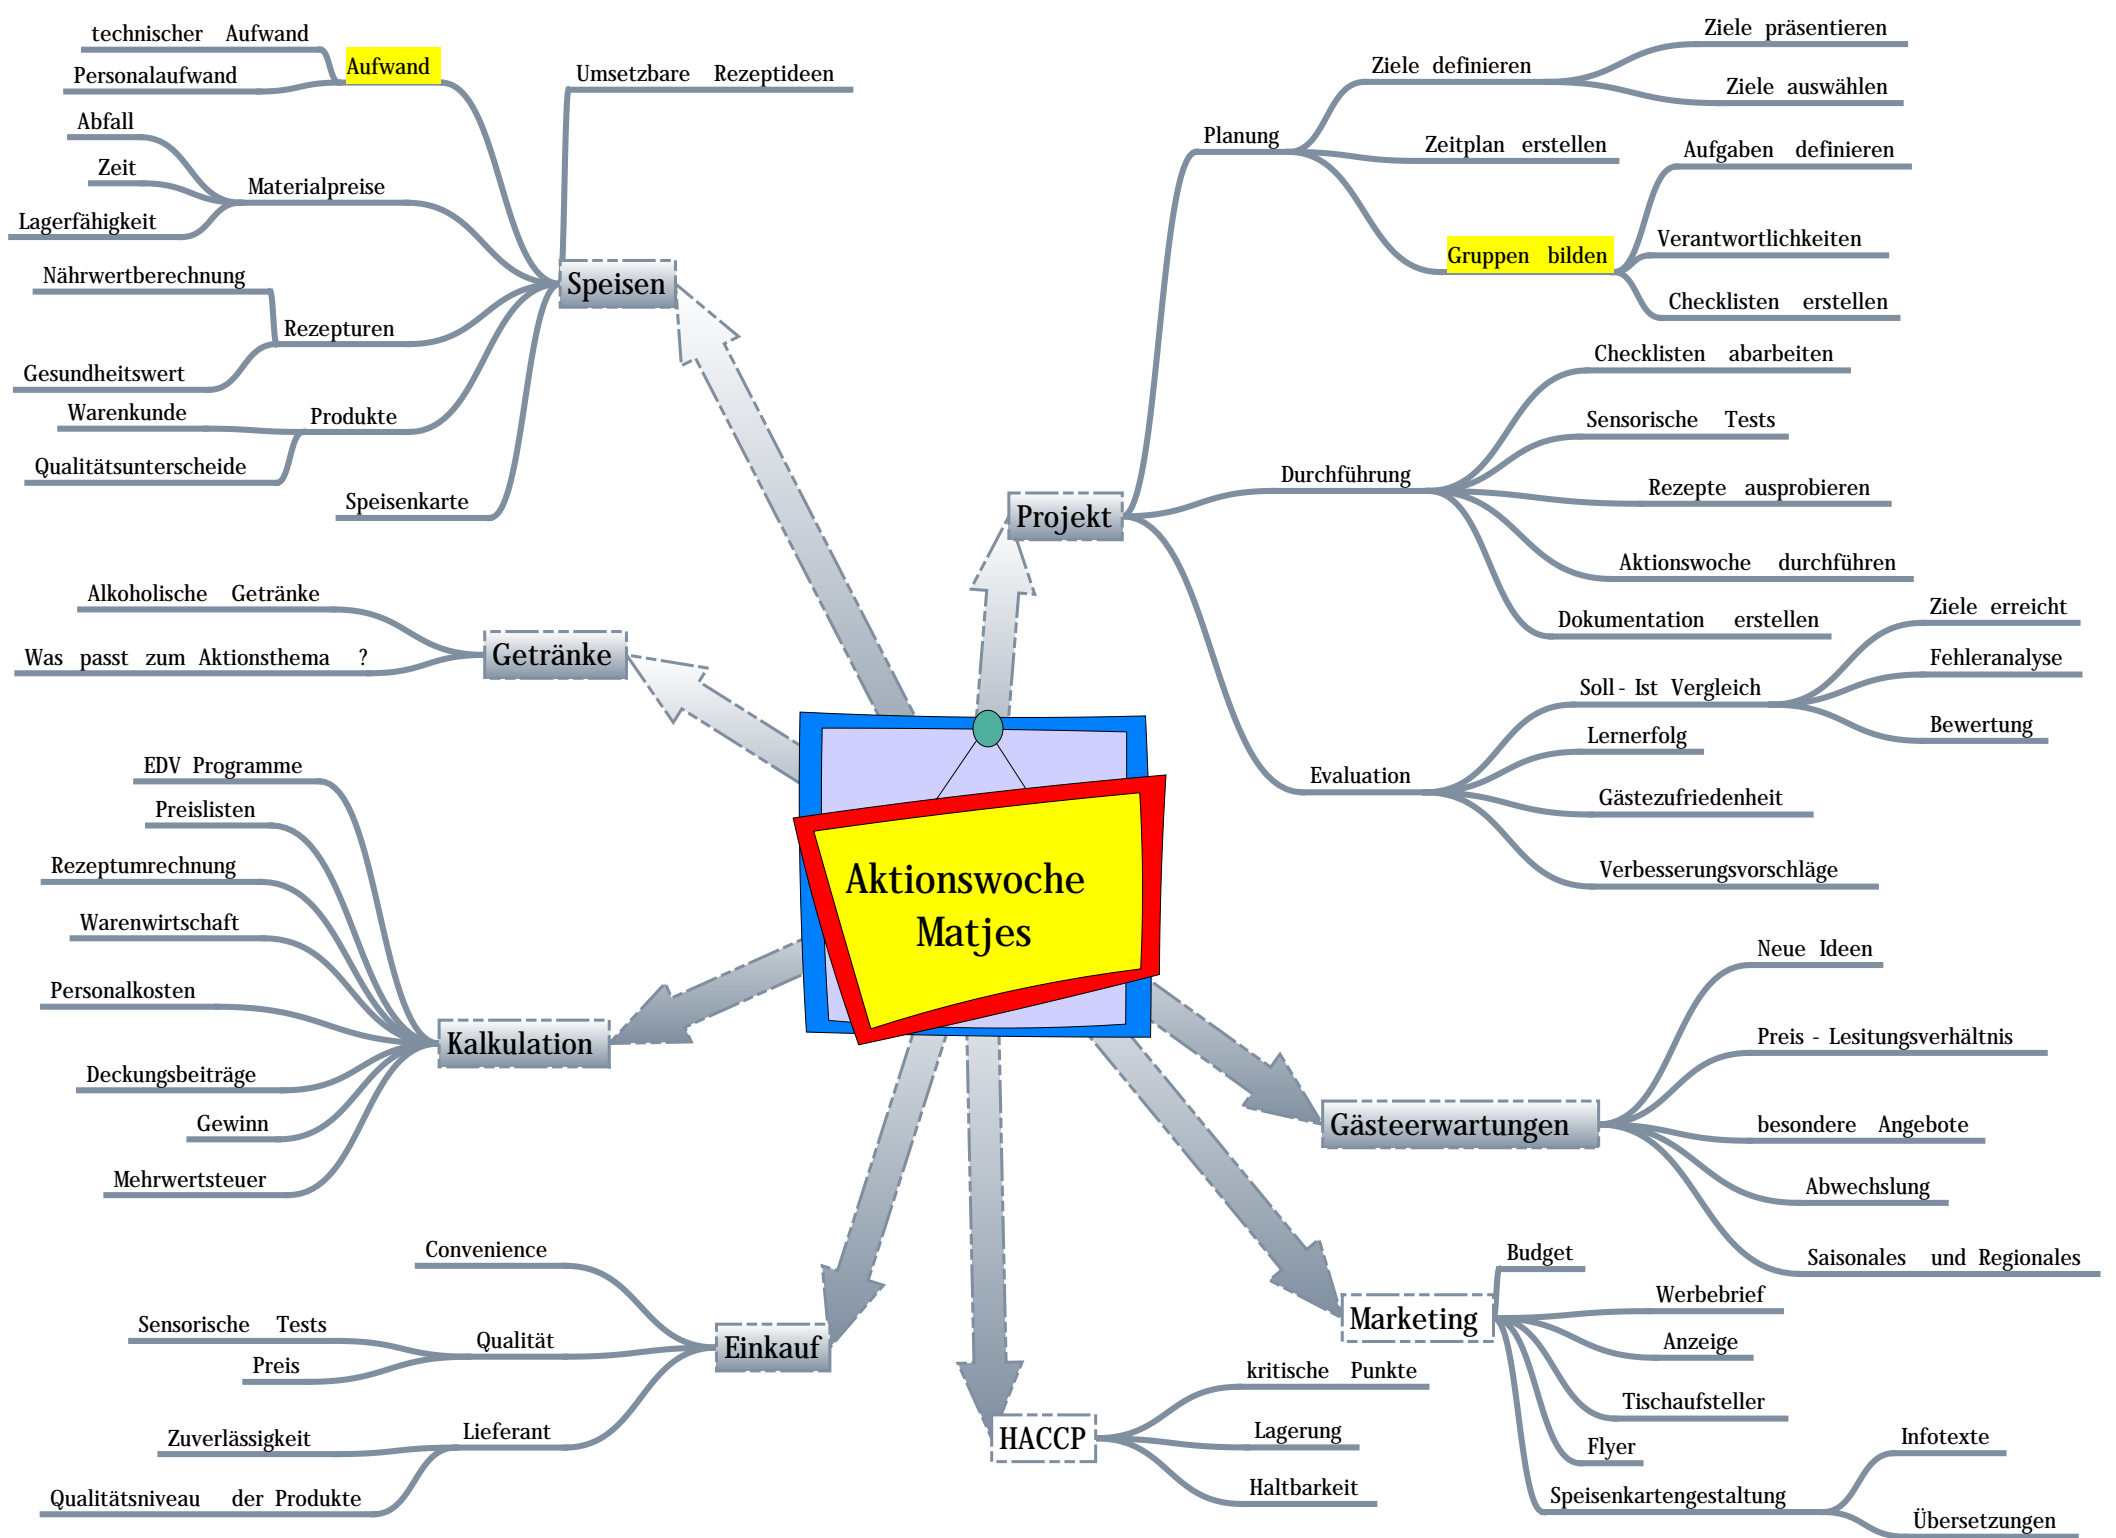 technischer Aufwand
Personalaufwand
Aufwand
Abfall
Zeit
Lagerfähigkeit
Materialpreise
Nährwertberechnung
Gesundheitswert
Rezepturen
Warenkunde
Qualitätsunterscheide
Produkte
Speisenkarte
Umsetzbare Rezeptideen
Speisen
Alkoholische Getränke
Was passt zum Aktionsthema ?
Getränke
EDV Programme
Preislisten
Rezeptumrechnung
Warenwirtschaft
Personalkosten
Deckungsbeiträge
Gewinn
Mehrwertsteuer
Kalkulation
Convenience
Sensorische Tests
Preis
Qualität
Zuverlässigkeit
Qualitätsniveau der Produkte
Lieferant
Einkauf
Aktionswoche
Matjes
Projekt
Planung
Ziele definieren
Ziele präsentieren
Ziele auswählen
Zeitplan erstellen
Gruppen bilden
Aufgaben definieren
Verantwortlichkeiten
Checklisten erstellen
Durchführung
Checklisten abarbeiten
Sensorische Tests
Rezepte ausprobieren
Aktionswoche durchführen
Dokumentation erstellen
Evaluation
Soll - Ist Vergleich
Ziele erreicht
Fehleranalyse
Bewertung
Lernerfolg
Gästezufriedenheit
Verbesserungsvorschläge
Gästeerwartungen
Neue Ideen
Preis - Lesitungsverhältnis
besondere Angebote
Abwechslung
Saisonales und Regionales
Marketing
Budget
Werbebrief
Anzeige
Tischaufsteller
Flyer
Speisenkartengestaltung
Infotexte
Übersetzungen
HACCP
kritische Punkte
Lagerung
Haltbarkeit